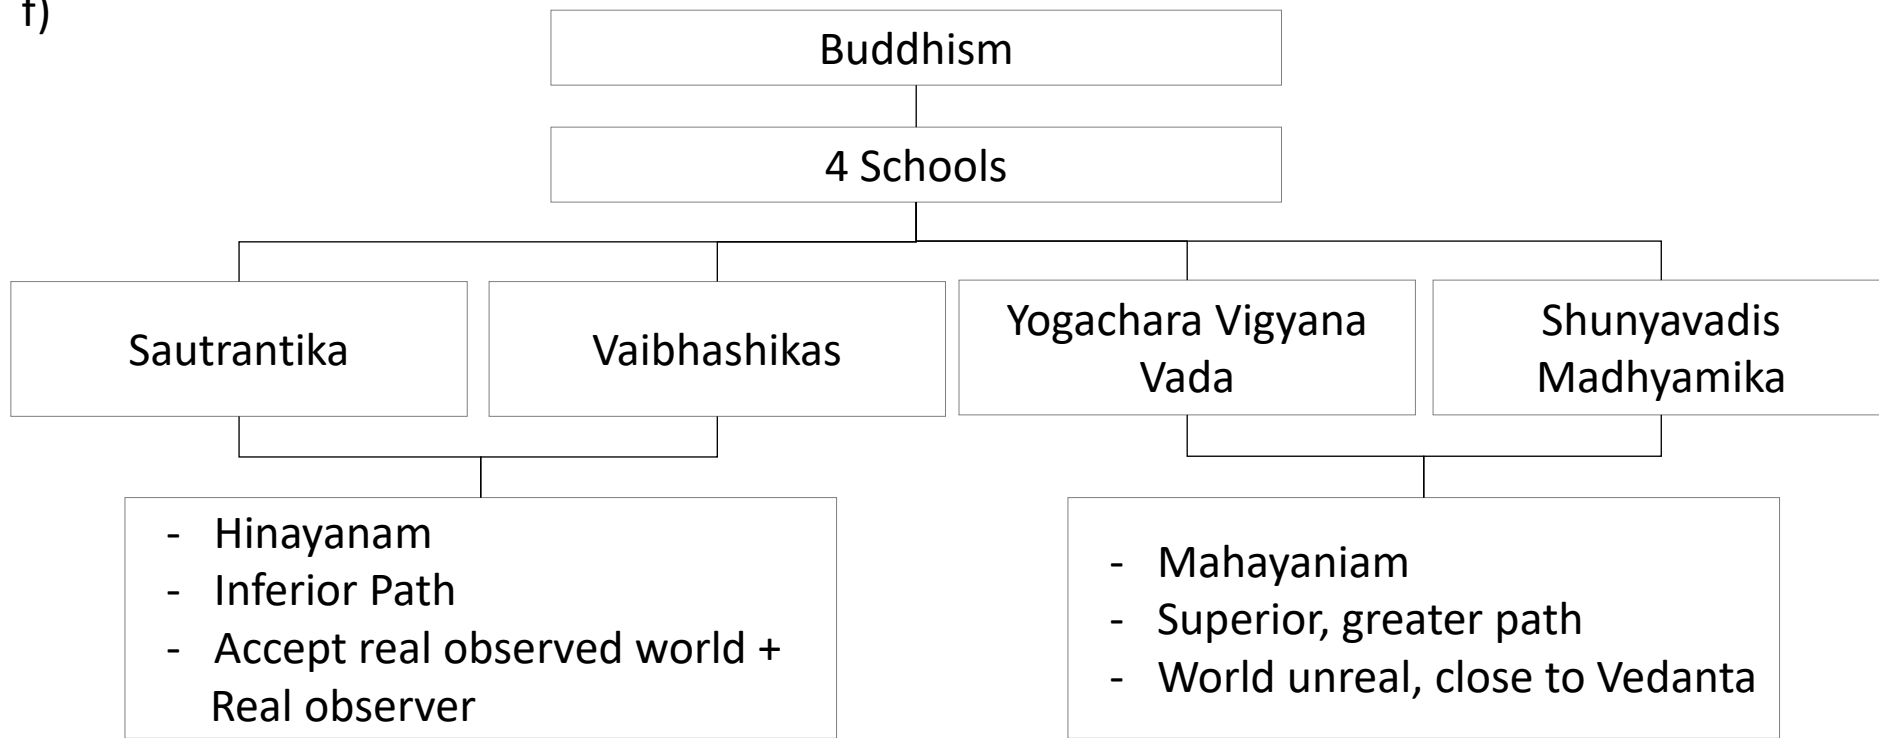 f)
Buddhism
4 Schools
Sautrantika
Vaibhashikas
Yogachara Vigyana
Vada
Shunyavadis
Madhyamika
- Hinayanam
- Inferior Path
- Accept real observed world +
Real observer
- Mahayaniam
- Superior, greater path
- World unreal, close to Vedanta